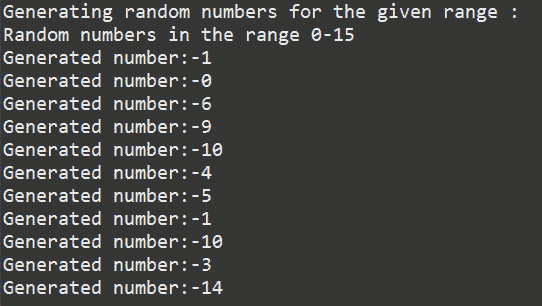 Generating random numbers for the given range :
Random numbers in the range 0-15
Generated number:-1
Generated number:-0
Generated number:-6
Generated number:-9
Generated number:-10
Generated number:-4
Generated number:-5
Generated number:-1
Generated number:-10
Generated number:-3
Generated number:-14